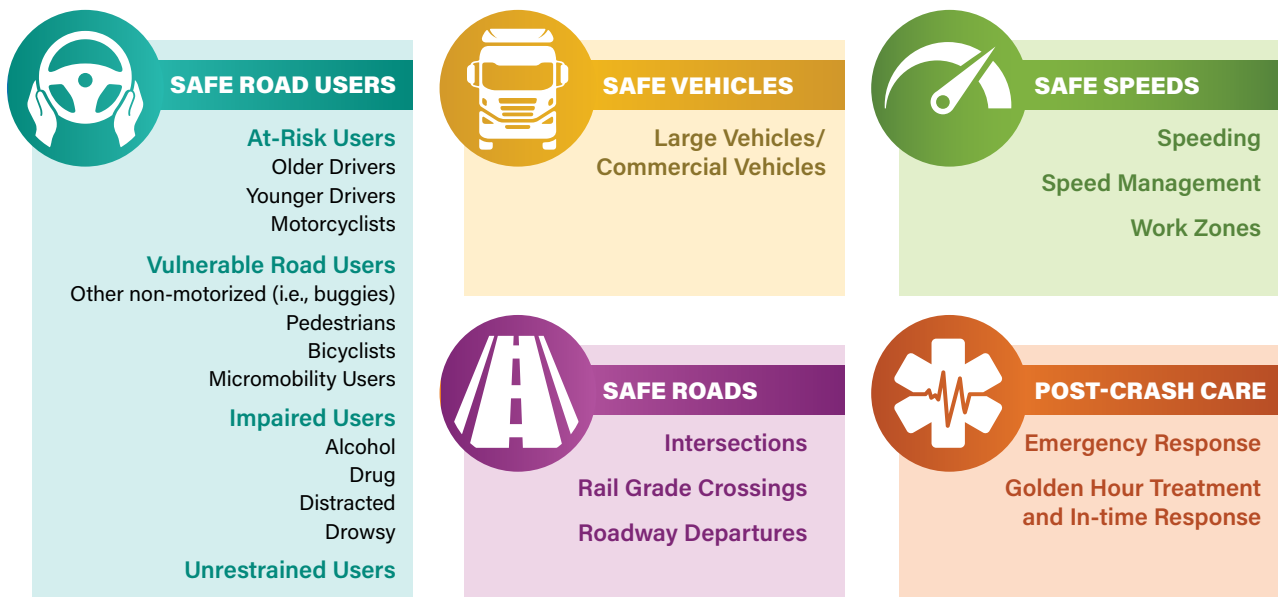 SAFE ROAD USERS
At-Risk Users
Older Drivers
Younger Drivers
Motorcyclists
Vulnerable Road Users
Other non-motorized (i.e., buggies)
Pedestrians
Bicyclists
Micromobility Users
Impaired Users
Alcohol
Drug
Distracted
Drowsy
Unrestrained Users
SAFE VEHICLES
Large Vehicles/
Commercial Vehicles
SAFE SPEEDS
Speeding
Speed Management
Work Zones
SAFE ROADS
Intersections
Rail Grade Crossings
Roadway Departures
POST-CRASH CARE
Emergency Response
Golden Hour Treatment
and In-time Response